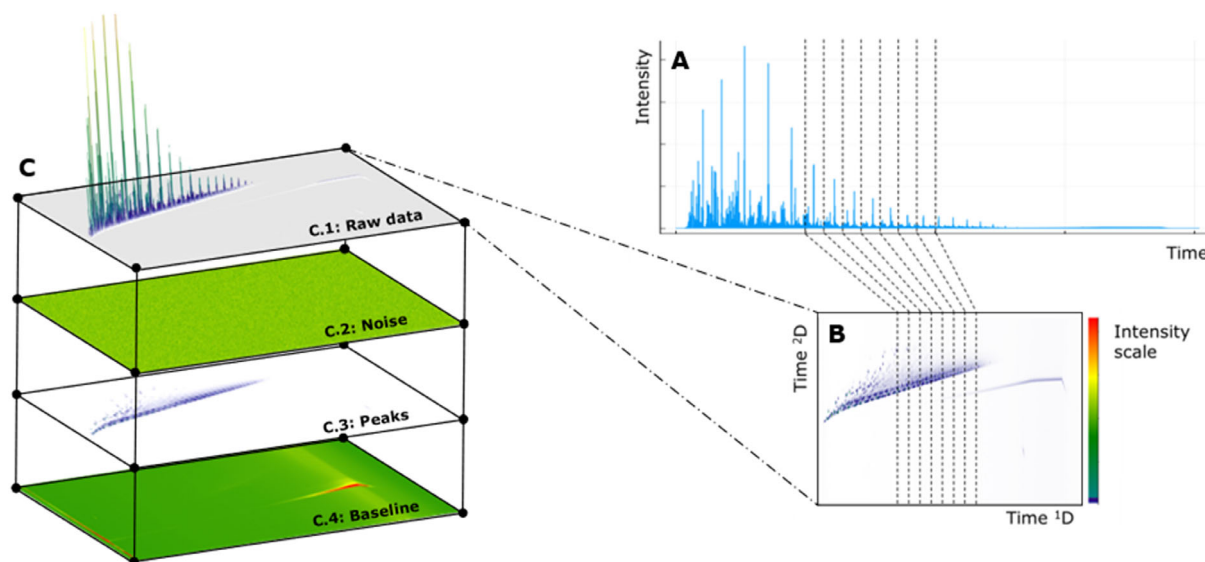 C
C.1: Raw data
C.2: Noise
C.3: Peaks
C.4: Baseline
A
Intensity
Time
B
Time ²D
Time ¹D
Intensity
scale